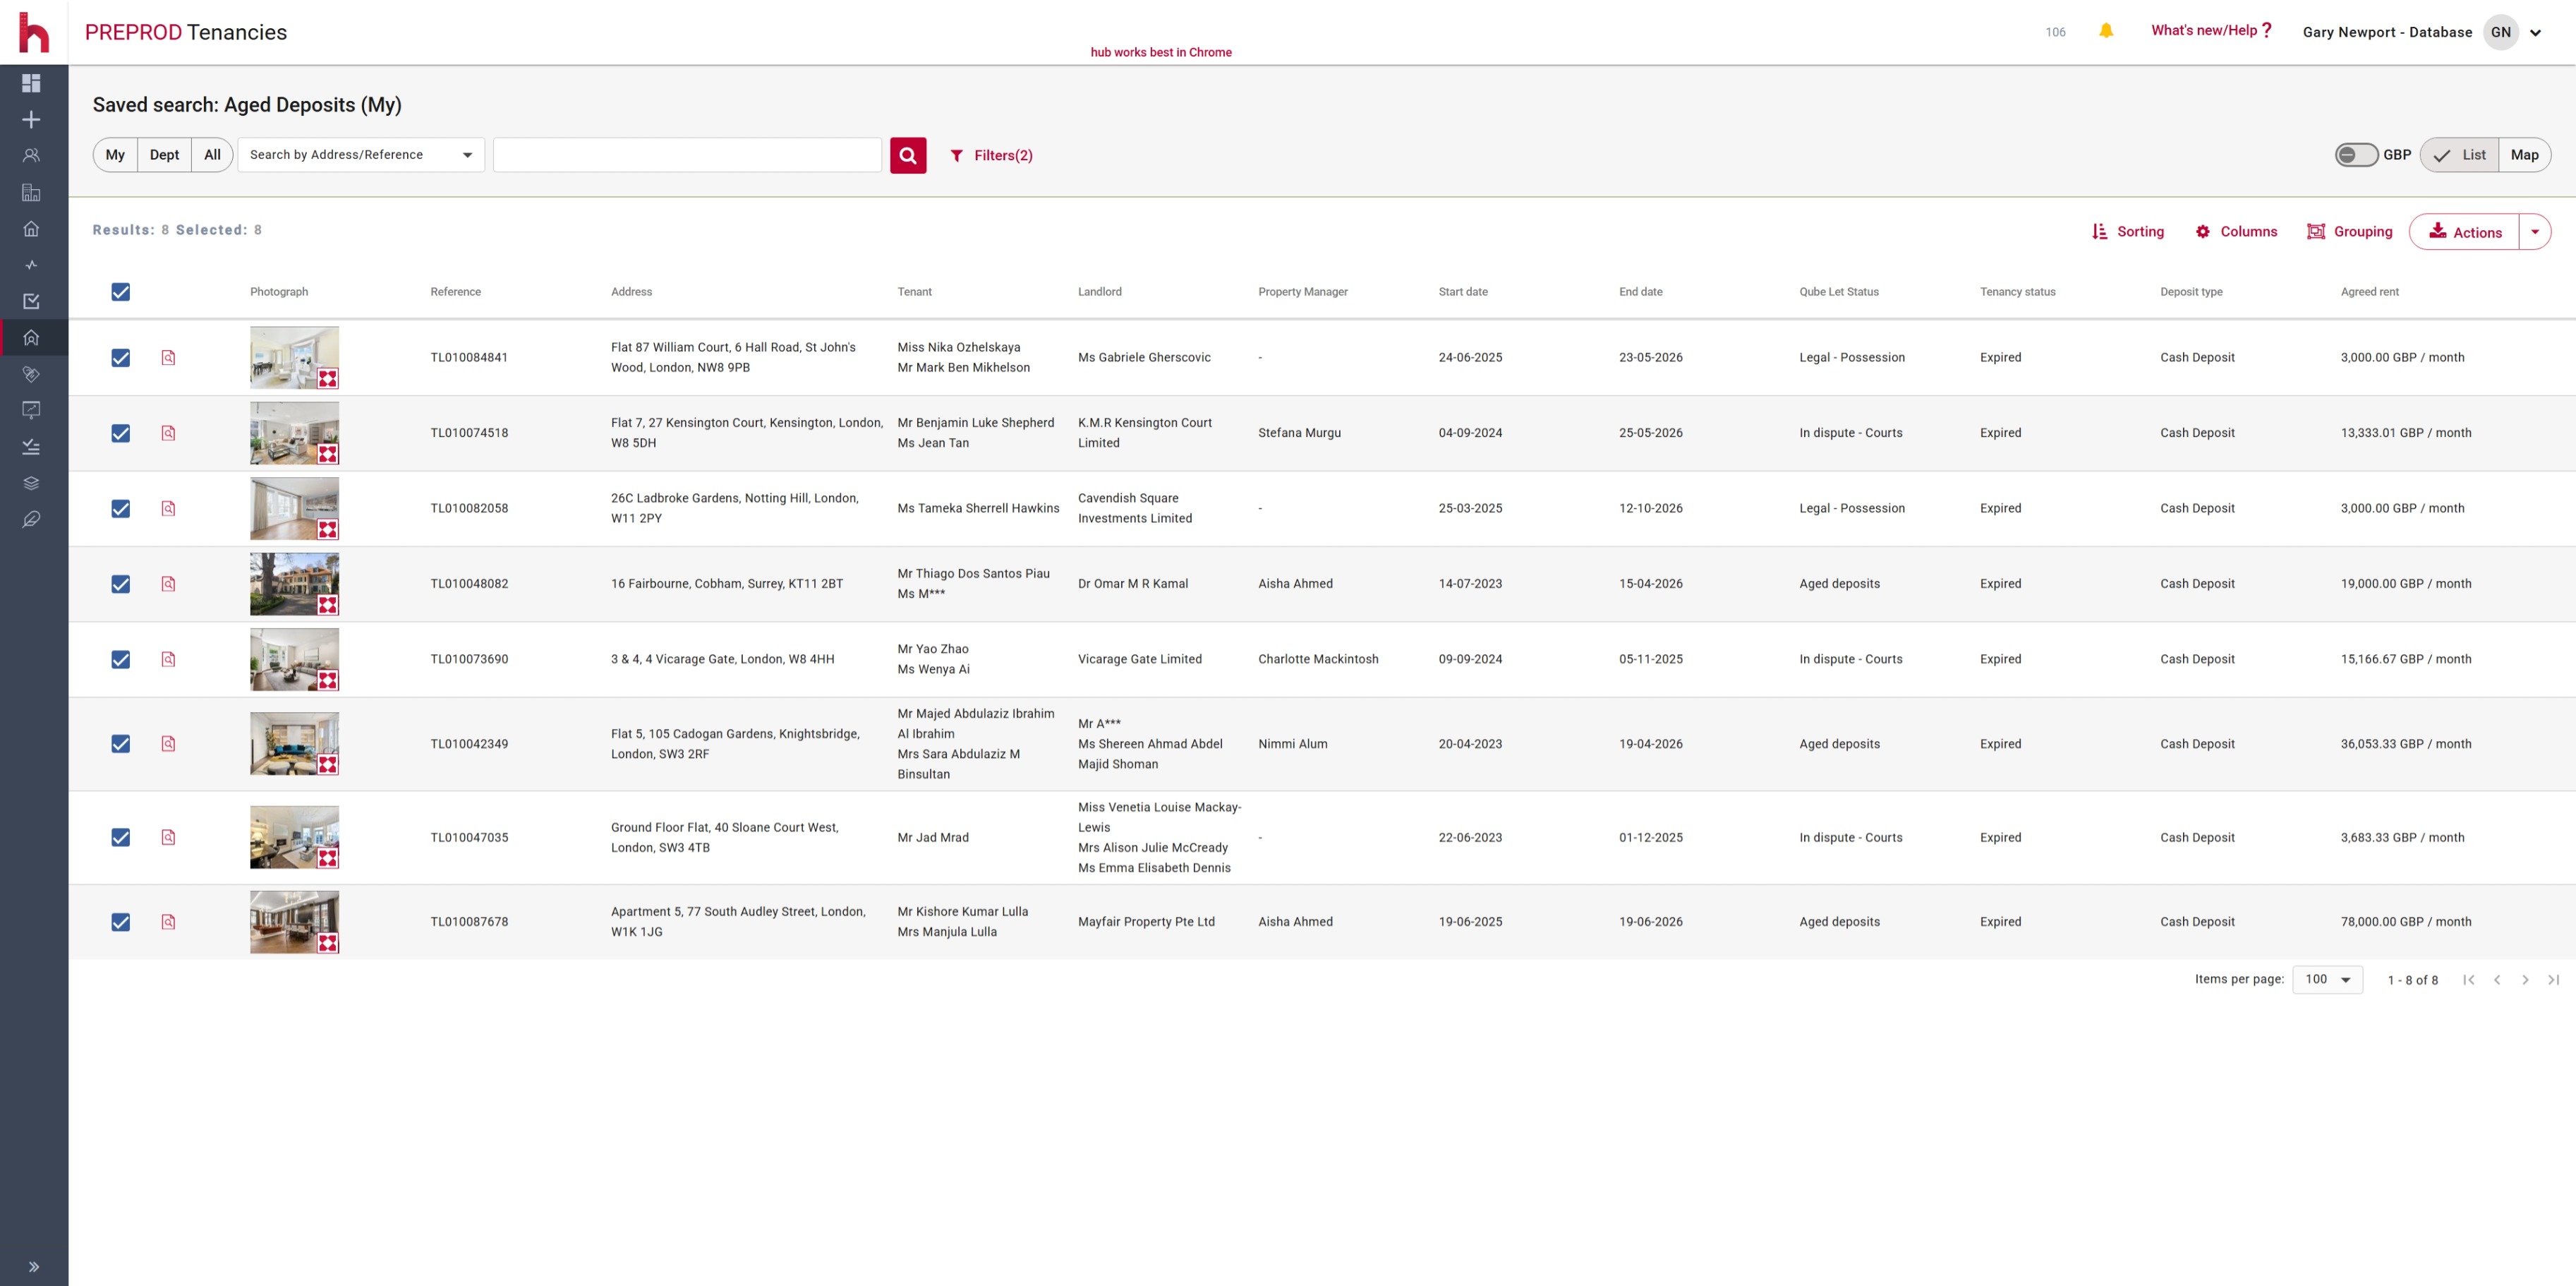 PREPROD Tenancies
hub works best in Chrome
106
What's new/Help ?
Gary Newport - Database
GN
Saved search: Aged Deposits (My)
My Dept All
Search by Address/Reference
Filters(2)
GBP
List Map
Results: 8 Selected: 8
Sorting
Columns
Grouping
Actions
Photograph Reference Address Tenant Landlord Property Manager Start date End date Qube Let Status Tenancy status Deposit type Agreed rent
TL010084841
Flat 87 William Court, 6 Hall Road, St John's
Wood, London, NW8 9PB
Miss Nika Ozhelskaya
Mr Mark Ben Mikhelson
Ms Gabriele Gherscovic
-
24-06-2025
23-05-2026
Legal - Possession
Expired
Cash Deposit
3,000.00 GBP / month
TL010074518
Flat 7, 27 Kensington Court, Kensington, London,
W8 5DH
Mr Benjamin Luke Shepherd
Ms Jean Tan
K.M.R Kensington Court
Limited
Stefana Murgu
04-09-2024
25-05-2026
In dispute - Courts
Expired
Cash Deposit
13,333.01 GBP / month
TL010082058
26C Ladbroke Gardens, Notting Hill, London,
W11 2PY
Ms Tameka Sherrell Hawkins
Cavendish Square
Investments Limited
-
25-03-2025
12-10-2026
Legal - Possession
Expired
Cash Deposit
3,000.00 GBP / month
TL010048082
16 Fairbourne, Cobham, Surrey, KT11 2BT
Mr Thiago Dos Santos Piau
Ms M***
Dr Omar M R Kamal
Aisha Ahmed
14-07-2023
15-04-2026
Aged deposits
Expired
Cash Deposit
19,000.00 GBP / month
TL010073690
3 & 4, 4 Vicarage Gate, London, W8 4HH
Mr Yao Zhao
Ms Wenya Ai
Vicarage Gate Limited
Charlotte Mackintosh
09-09-2024
05-11-2025
In dispute - Courts
Expired
Cash Deposit
15,166.67 GBP / month
TL010042349
Flat 5, 105 Cadogan Gardens, Knightsbridge,
London, SW3 2RF
Mr Majed Abdulaziz Ibrahim
Al Ibrahim
Mrs Sara Abdulaziz M
Binsultan
Mr A***
Ms Shereen Ahmad Abdel
Majid Shoman
Nimmi Alum
20-04-2023
19-04-2026
Aged deposits
Expired
Cash Deposit
36,053.33 GBP / month
TL010047035
Ground Floor Flat, 40 Sloane Court West,
London, SW3 4TB
Mr Jad Mrad
Miss Venetia Louise Mackay-
Lewis
Mrs Alison Julie McCready
Ms Emma Elisabeth Dennis
-
22-06-2023
01-12-2025
In dispute - Courts
Expired
Cash Deposit
3,683.33 GBP / month
TL010087678
Apartment 5, 77 South Audley Street, London,
W1K 1JG
Mr Kishore Kumar Lulla
Mrs Manjula Lulla
Mayfair Property Pte Ltd
Aisha Ahmed
19-06-2025
19-06-2026
Aged deposits
Expired
Cash Deposit
78,000.00 GBP / month
Items per page: 100 1 - 8 of 8